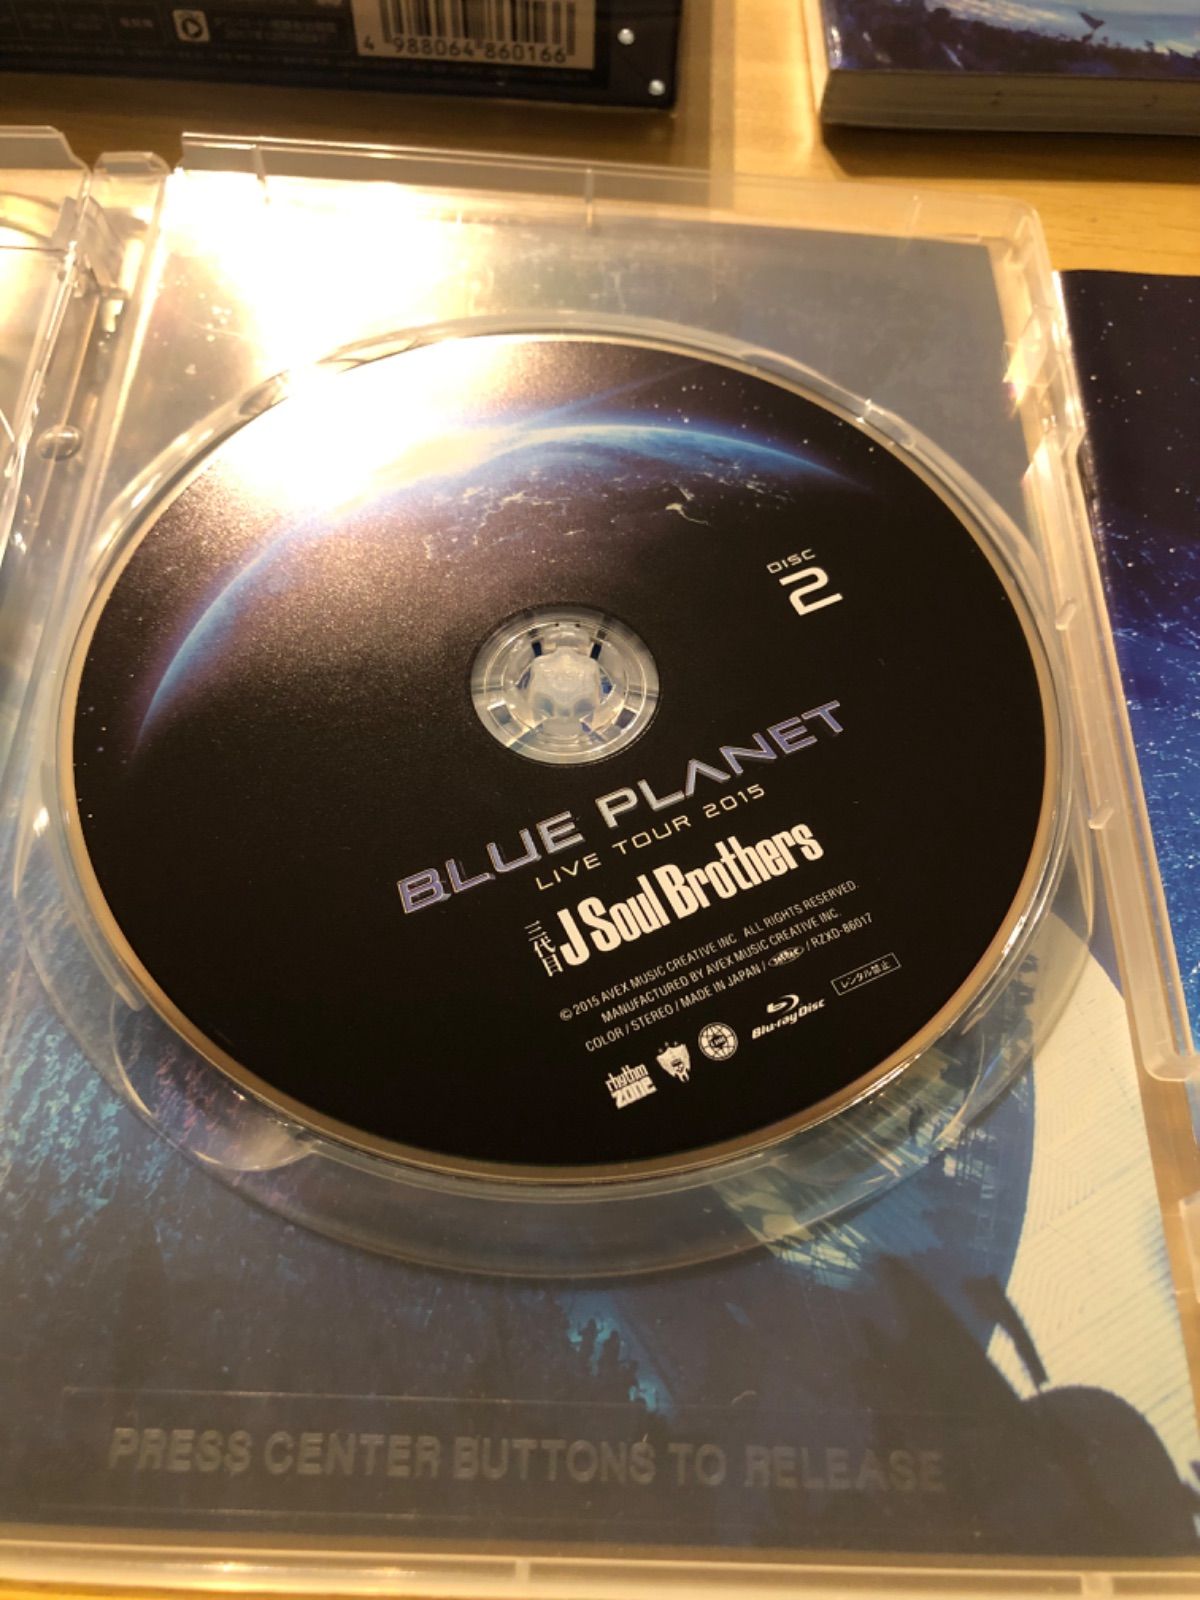 4 988064 860166
DISC
2
BLUE PLANET
LIVE TOUR 2015
三代目
J Soul Brothers
©2015 AVEX MUSIC CREATIVE INC. ALL RIGHTS RESERVED.
MANUFACTURED BY AVEX MUSIC CREATIVE INC.
COLOR / STEREO / MADE IN JAPAN / / RZXD-86017
レンタル禁止
Blu-ray Disc
rhythm
zone
PRESS CENTER BUTTONS TO RELEASE